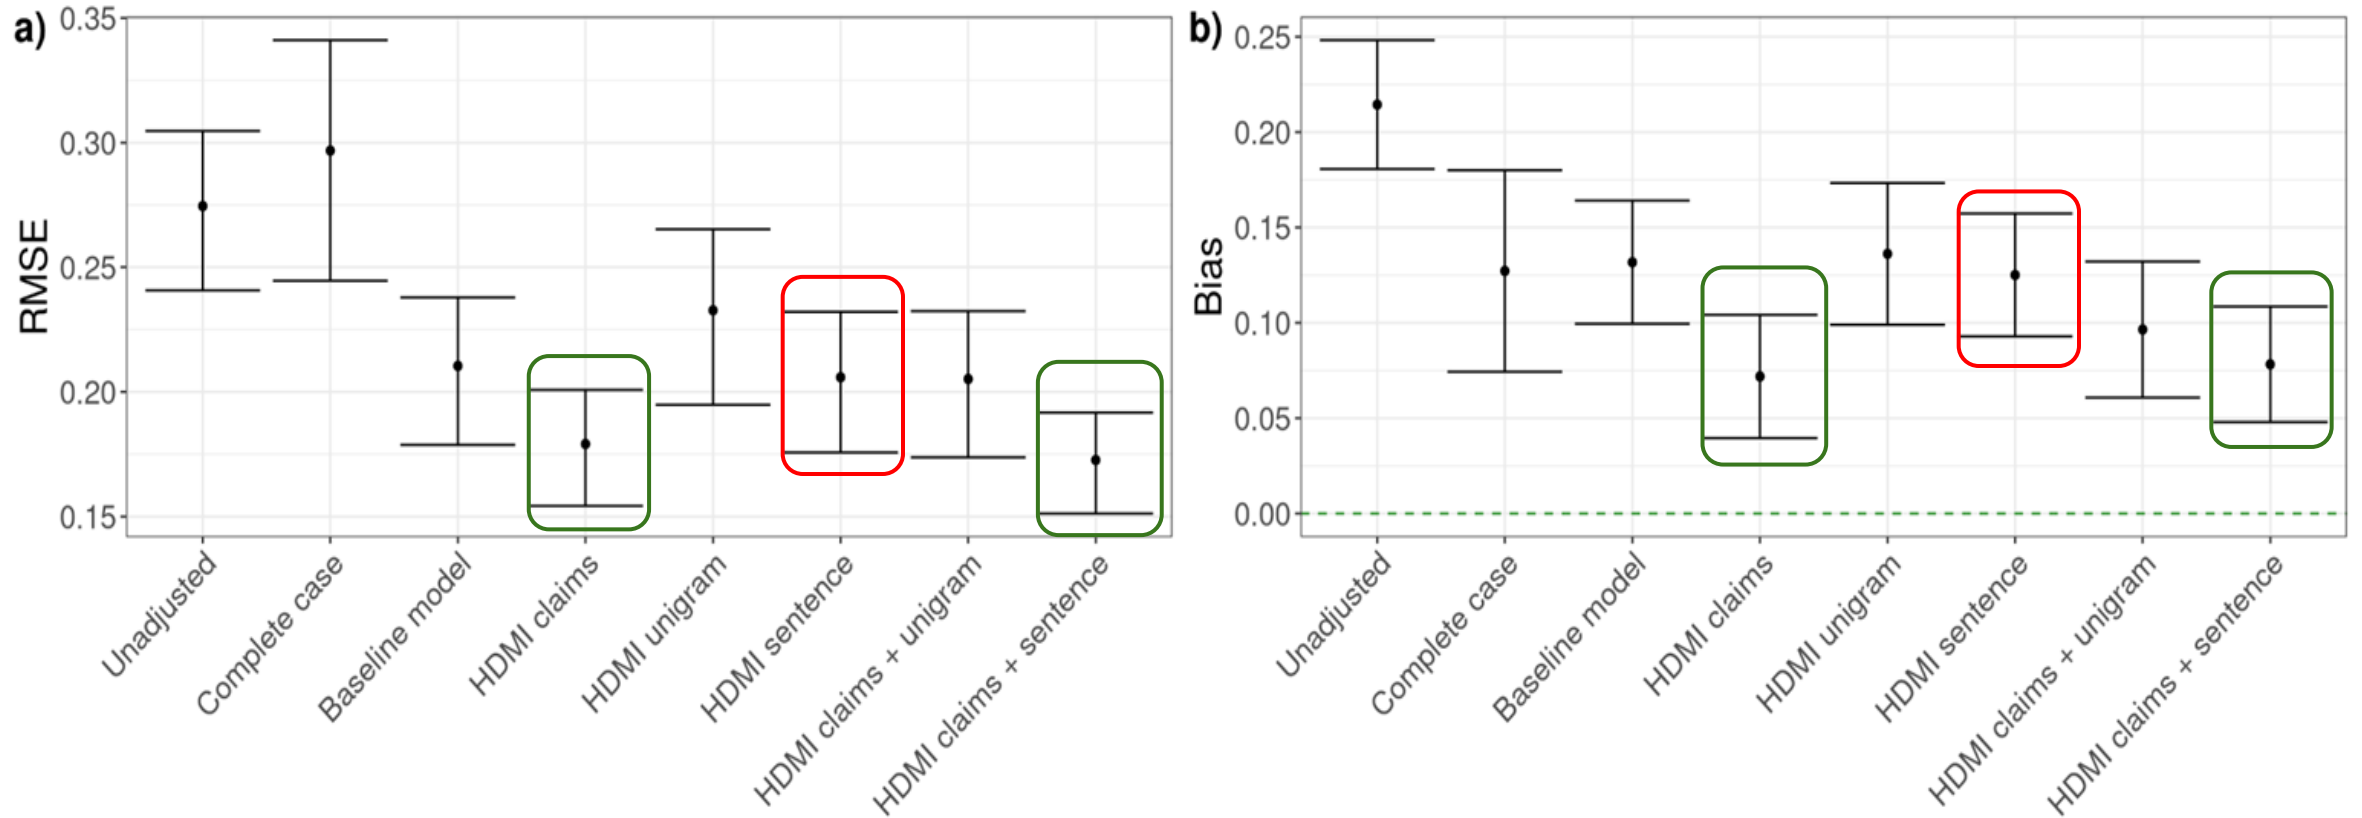 a)
RMSE
0.35
0.30
0.25
0.20
0.15
Unadjusted
Complete case
Baseline model
HDMI claims
HDMI unigram
HDMI sentence
HDMI claims + unigram
HDMI claims + sentence
b)
Bias
0.25
0.20
0.15
0.10
0.05
0.00
Unadjusted
Complete case
Baseline model
HDMI claims
HDMI unigram
HDMI sentence
HDMI claims + unigram
HDMI claims + sentence